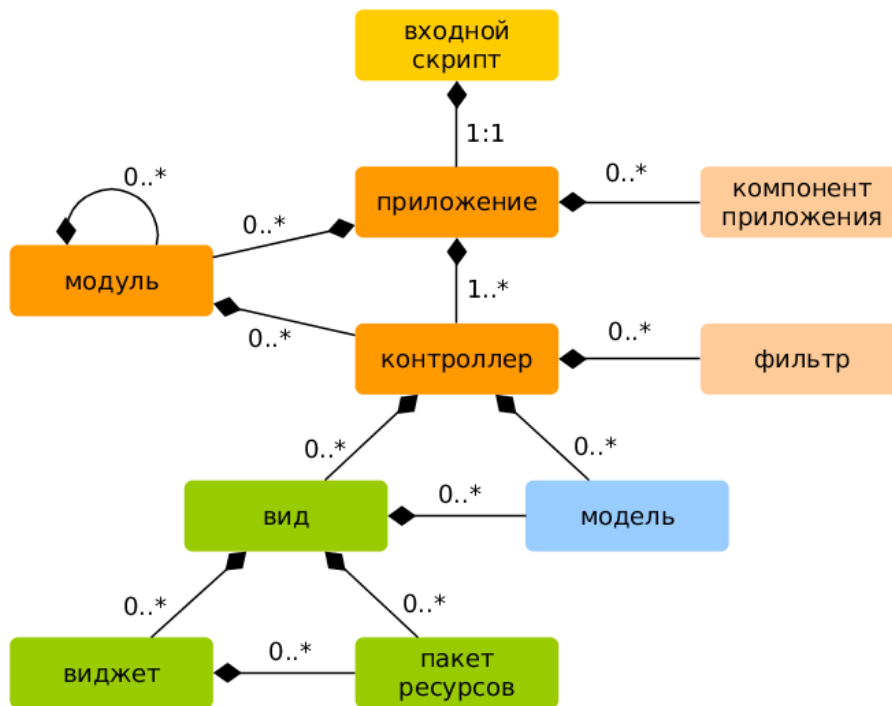 входной
скрипт
1:1
0..*
0..*
приложение
компонент
приложения
0..*
модуль
1..*
0..*
контроллер
0..*
фильтр
0..*
0..*
вид
0..*
модель
0..*
0..*
виджет
0..*
пакет
ресурсов